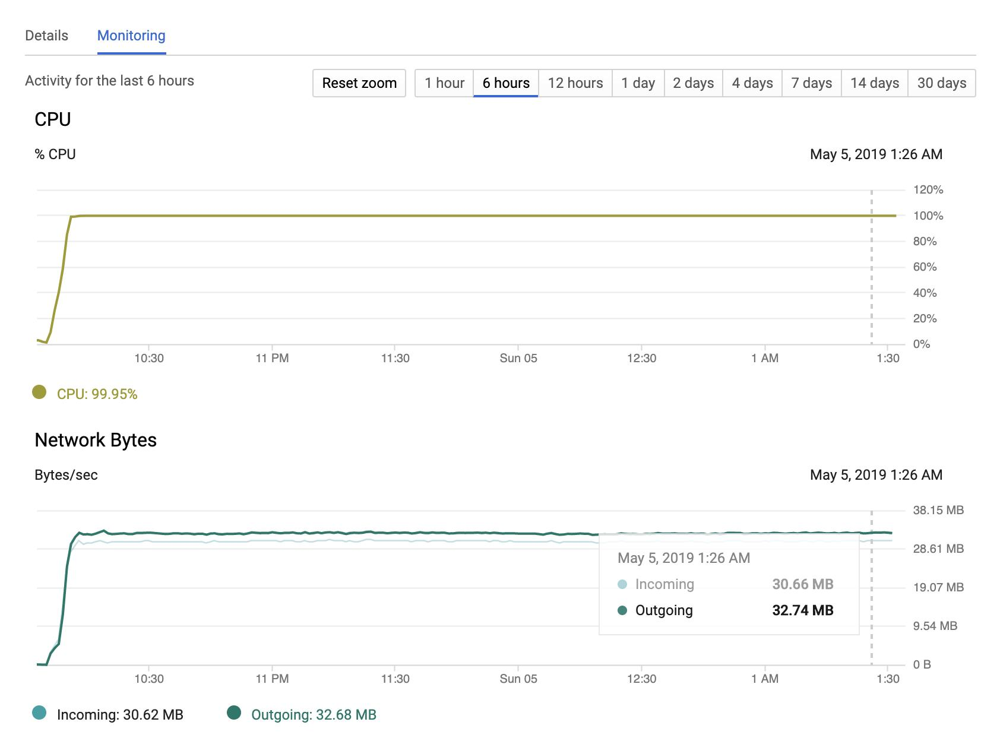 Details Monitoring
Activity for the last 6 hours Reset zoom 1 hour 6 hours 12 hours 1 day 2 days 4 days 7 days 14 days 30 days
CPU
% CPU May 5, 2019 1:26 AM
120%
100%
80%
60%
40%
20%
0%
10:30 11 PM 11:30 Sun 05 12:30 1 AM 1:30
CPU: 99.95%
Network Bytes
Bytes/sec May 5, 2019 1:26 AM
38.15 MB
28.61 MB
May 5, 2019 1:26 AM
Incoming 30.66 MB
19.07 MB
Outgoing 32.74 MB
9.54 MB
0 B
10:30 11 PM 11:30 Sun 05 12:30 1 AM 1:30
Incoming: 30.62 MB Outgoing: 32.68 MB